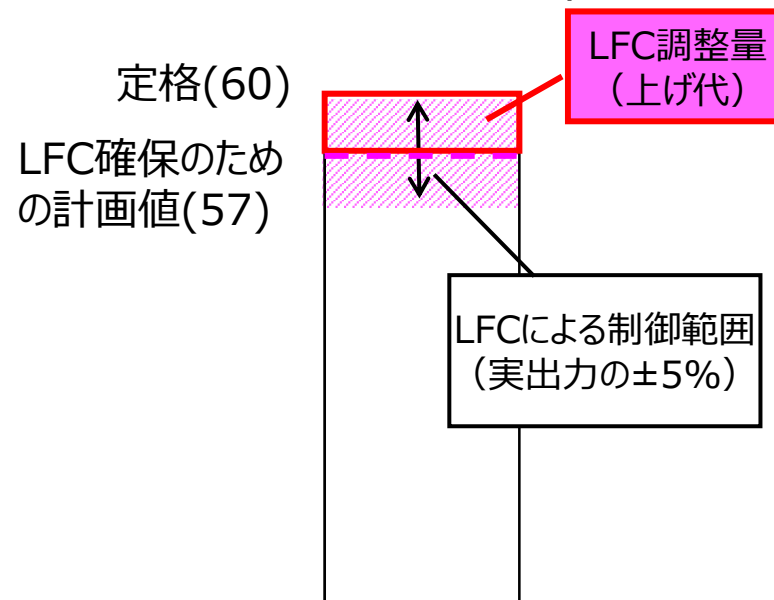 LFC調整量
（上げ代）
定格(60)
LFC確保のため
の計画値(57)
LFCによる制御範囲
（実出力の±5%）